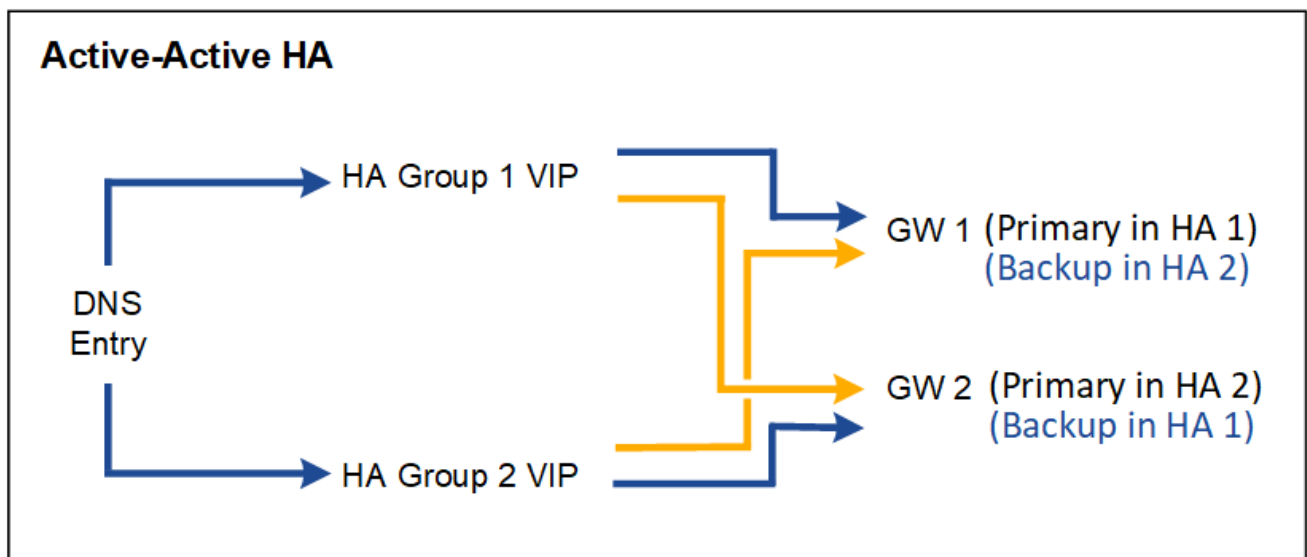 Active-Active HA
HA Group 1 VIP
GW 1 (Primary in HA 1)
(Backup in HA 2)
DNS
Entry
GW 2 (Primary in HA 2)
(Backup in HA 1)
HA Group 2 VIP